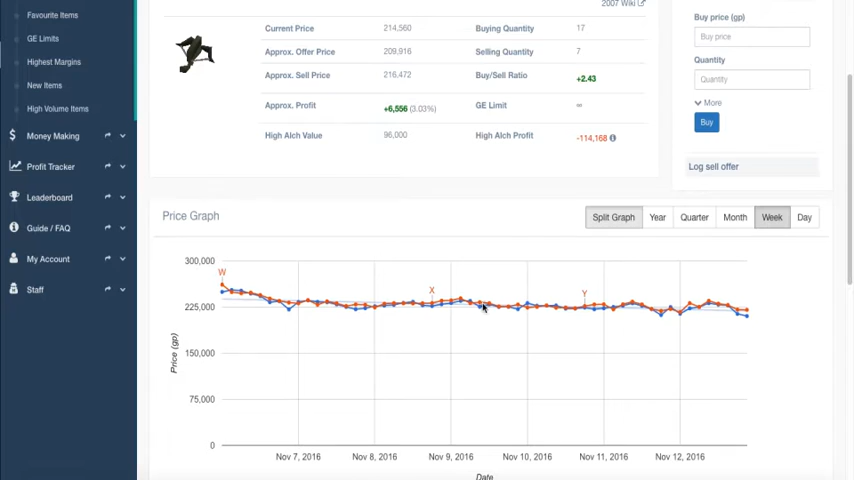 Favourite Items
GE Limits
Highest Margins
New Items
High Volume Items
Money Making
Profit Tracker
Leaderboard
Guide / FAQ
My Account
Staff
2007 Wiki
Current Price 214,560 Buying Quantity 17
Approx. Offer Price 209,916 Selling Quantity 7
Approx. Sell Price 216,472 Buy/Sell Ratio +2.43
Approx. Profit +6,556 (3.03%) GE Limit ∞
High Alch Value 96,000 High Alch Profit -114,168
Buy price (gp)
Buy price
Quantity
Quantity
More
Buy
Log sell offer
Price Graph Split Graph Year Quarter Month Week Day
300,000
225,000
150,000
75,000
0
Price (gp)
W
X
Y
Nov 7, 2016 Nov 8, 2016 Nov 9, 2016 Nov 10, 2016 Nov 11, 2016 Nov 12, 2016
Date